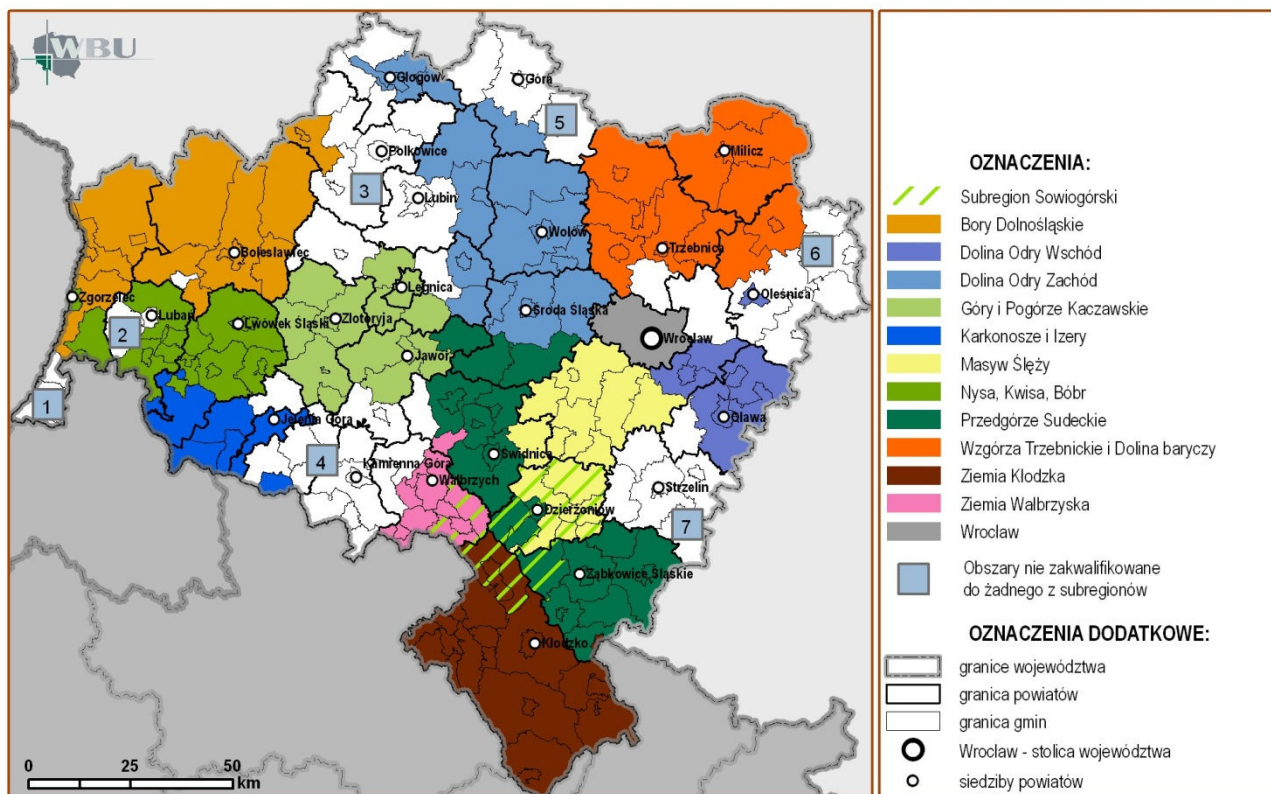 WBU
Głogów
Góra
5
Polkowice
Milicz
3
Lubin
Wołów
Trzebnica
6
Bolesławiec
Legnica
Oleśnica
Zgorzelec
Lubań
2
Lwówek Śląski
Złotoryja
Środa Śląska
Wrocław
Jawor
1
Jelenia Góra
Oława
4
Kamienna Góra
Świdnica
Wałbrzych
Strzelin
Dzierżoniów
7
Ząbkowice Śląskie
Kłodzko
0 25 50
km
OZNACZENIA:
Subregion Sowiogórski
Bory Dolnośląskie
Dolina Odry Wschód
Dolina Odry Zachód
Góry i Pogórze Kaczawskie
Karkonosze i Izery
Masyw Ślęży
Nysa, Kwisa, Bóbr
Przedgórze Sudeckie
Wzgórza Trzebnickie i Dolina baryczy
Ziemia Kłodzka
Ziemia Wałbrzyska
Wrocław
Obszary nie zakwalifikowane
do żadnego z subregionów
OZNACZENIA DODATKOWE:
granice województwa
granica powiatów
granica gmin
Wrocław - stolica województwa
siedziby powiatów